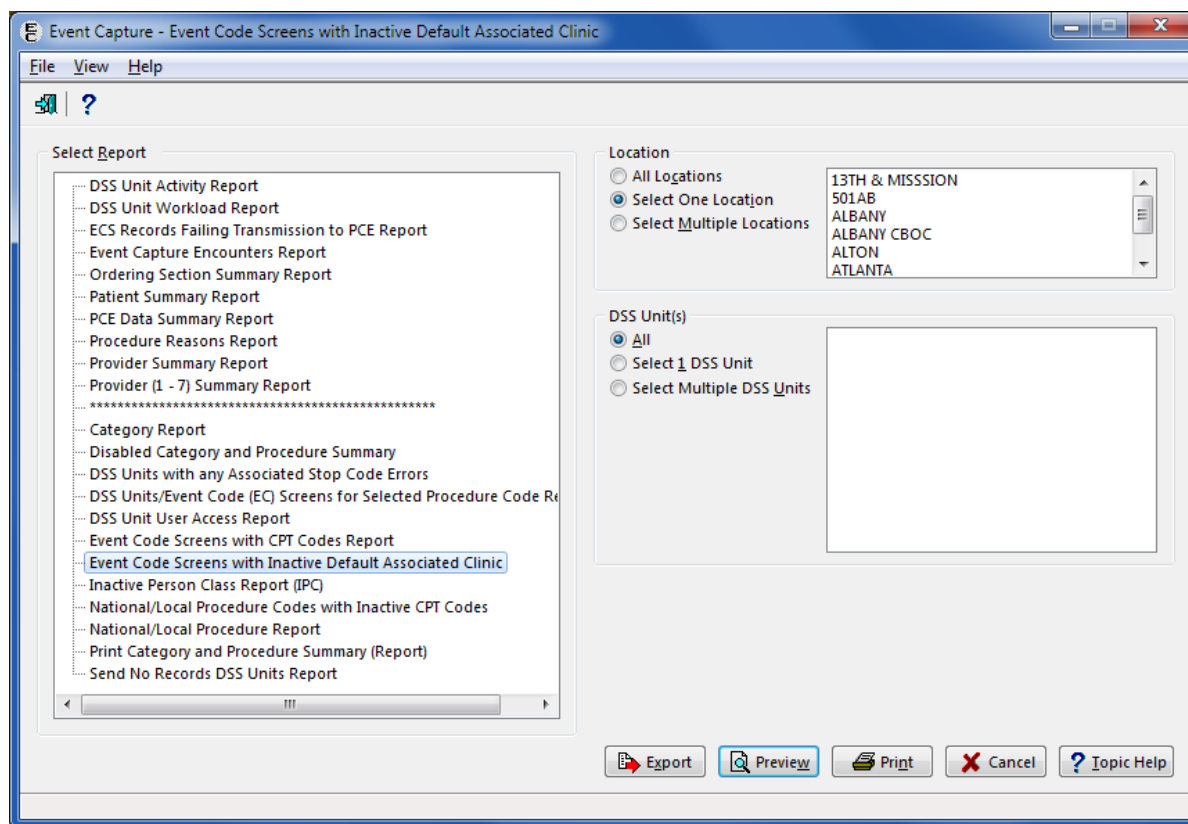 Event Capture - Event Code Screens with Inactive Default Associated Clinic
File View Help
?
Select Report
DSS Unit Activity Report
DSS Unit Workload Report
ECS Records Failing Transmission to PCE Report
Event Capture Encounters Report
Ordering Section Summary Report
Patient Summary Report
PCE Data Summary Report
Procedure Reasons Report
Provider Summary Report
Provider (1 - 7) Summary Report
**************************************************
Category Report
Disabled Category and Procedure Summary
DSS Units with any Associated Stop Code Errors
DSS Units/Event Code (EC) Screens for Selected Procedure Code Re
DSS Unit User Access Report
Event Code Screens with CPT Codes Report
Event Code Screens with Inactive Default Associated Clinic
Inactive Person Class Report (IPC)
National/Local Procedure Codes with Inactive CPT Codes
National/Local Procedure Report
Print Category and Procedure Summary (Report)
Send No Records DSS Units Report
Location
All Locations
Select One Location
Select Multiple Locations
13TH & MISSSION
501AB
ALBANY
ALBANY CBOC
ALTON
ATLANTA
DSS Unit(s)
All
Select 1 DSS Unit
Select Multiple DSS Units
Export Preview Print Cancel ? Topic Help